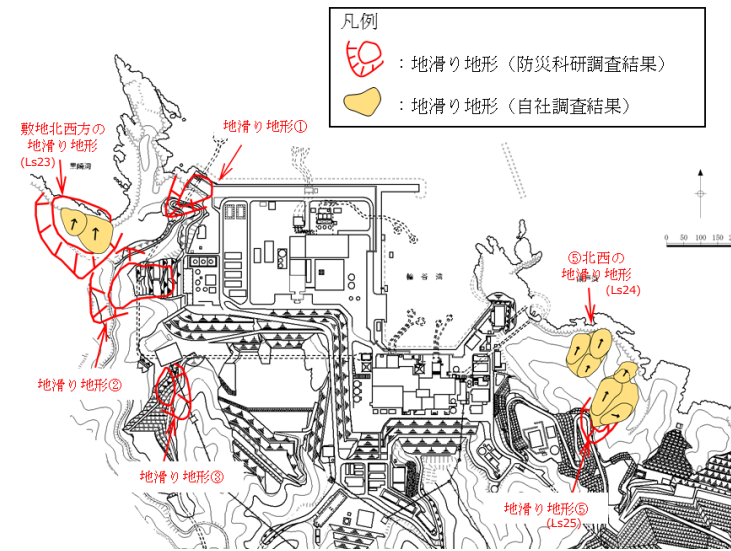 凡例
：地滑り地形（防災科研調査結果）
：地滑り地形（自社調査結果）
地滑り地形①
敷地北西方の
地滑り地形
(Ls23)
⑤北西の
地滑り地形
(Ls24)
0 50 100 150
輪谷湾
地滑り地形②
地滑り地形③
地滑り地形⑤
(Ls25)